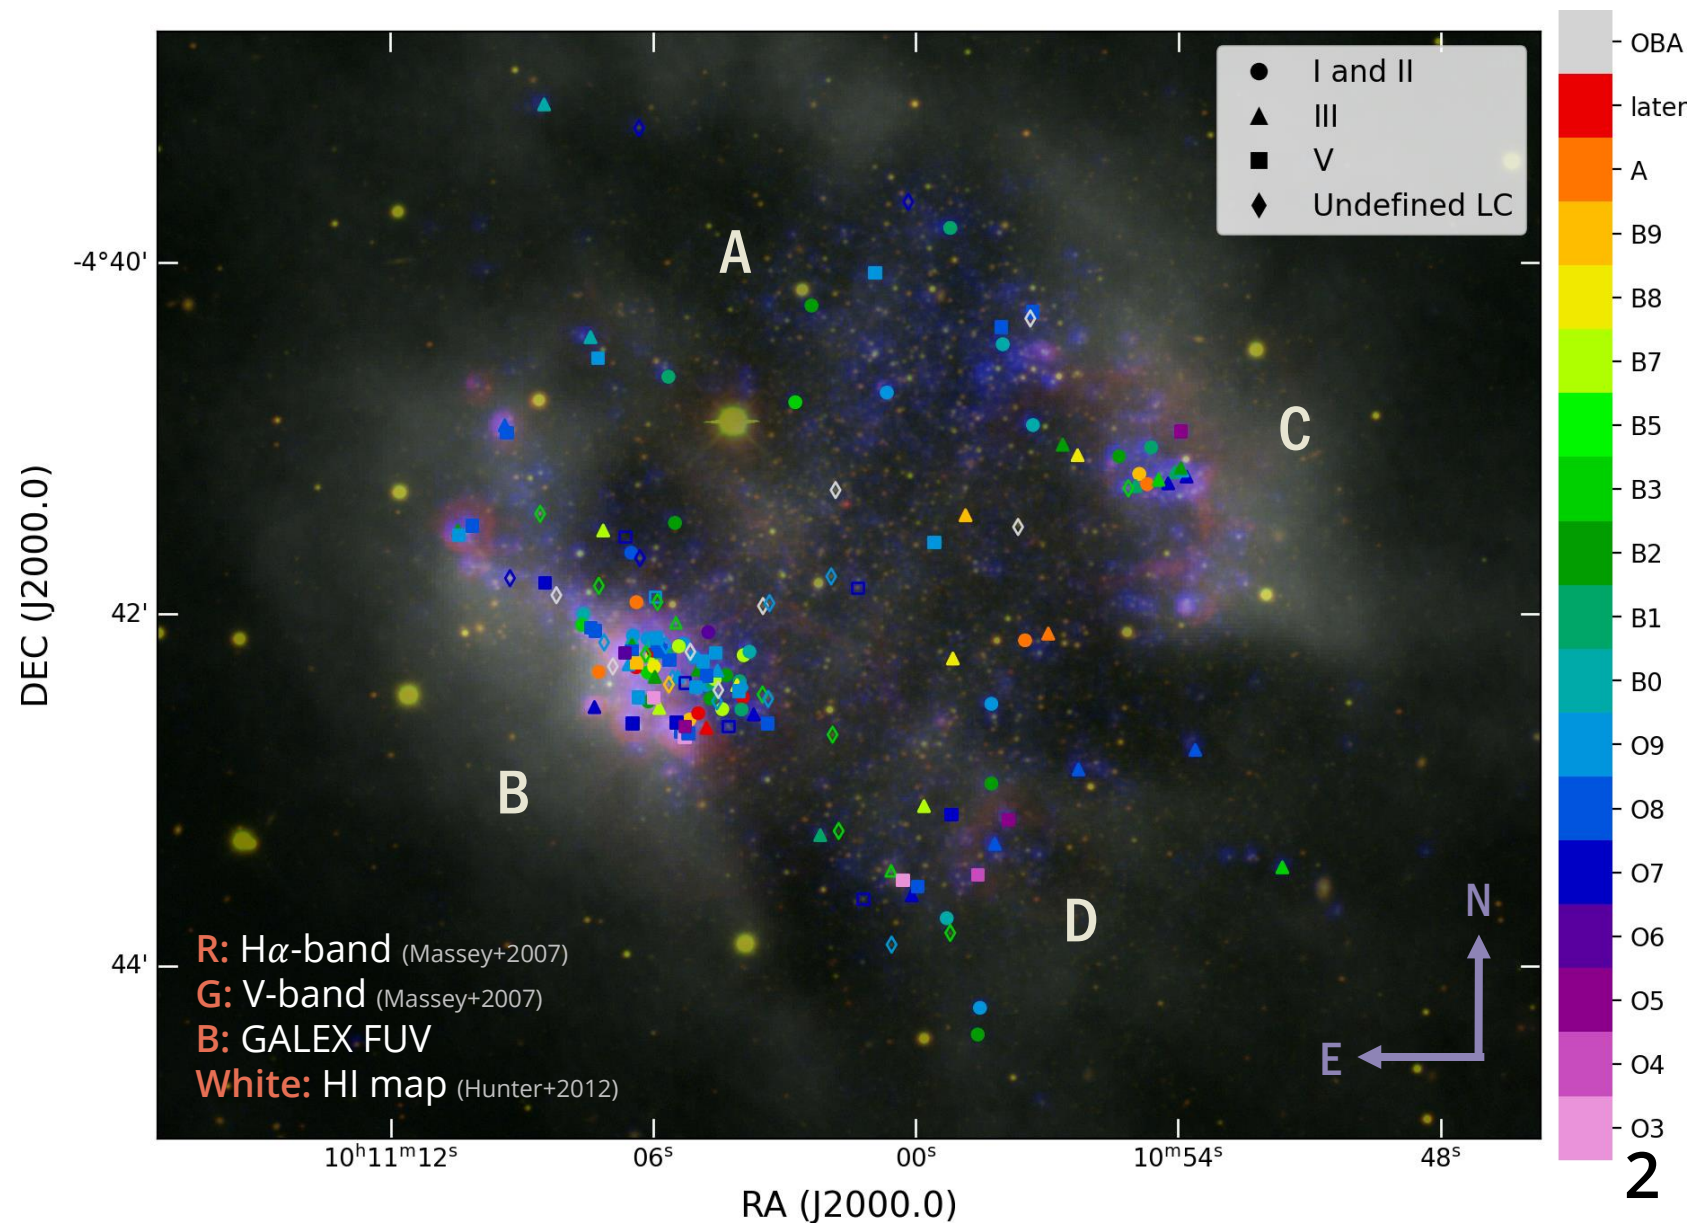 I and II
III
V
Undefined LC
A
B
C
D
N
E
R: Hα-band (Massey+2007)
G: V-band (Massey+2007)
B: GALEX FUV
White: HI map (Hunter+2012)
DEC (J2000.0)
-4°40'
42'
44'
10ʰ11ᵐ12ˢ 06ˢ 00ˢ 10ᵐ54ˢ 48ˢ
RA (J2000.0)
OBA
later
A
B9
B8
B7
B5
B3
B2
B1
B0
O9
O8
O7
O6
O5
O4
O3
2